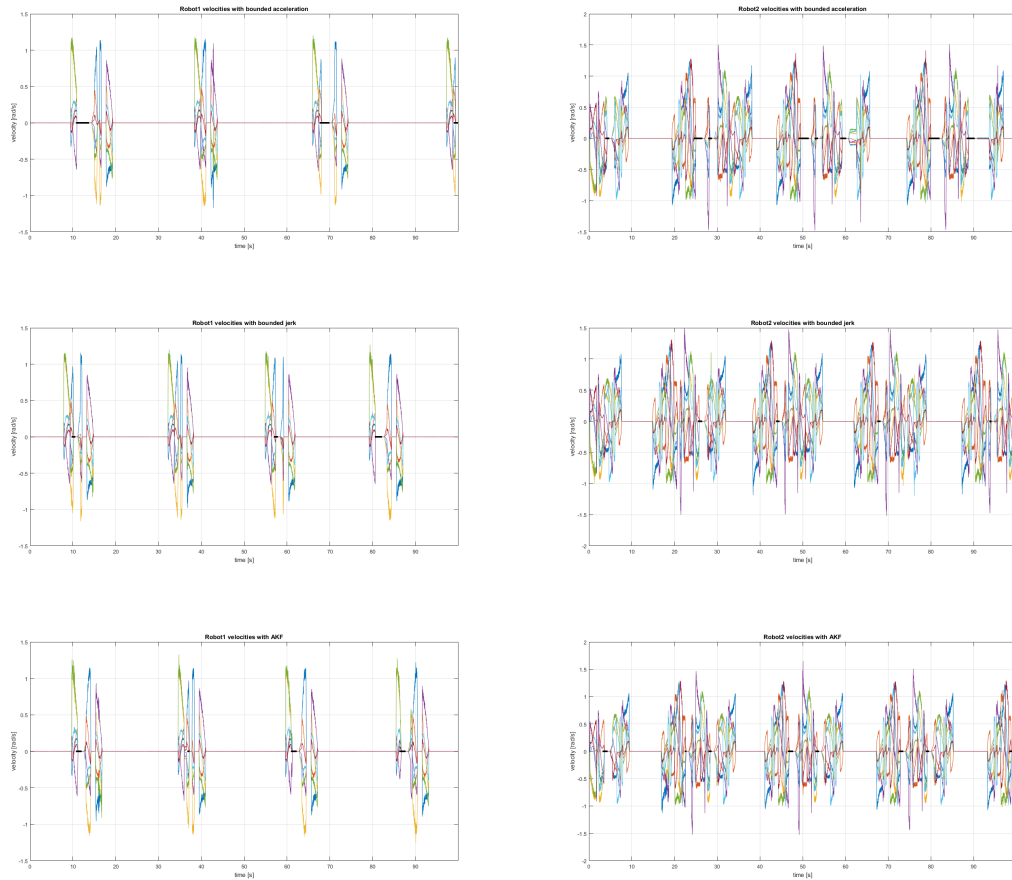 Robot1 velocities with bounded acceleration
1.5
1
0.5
0
-0.5
-1
-1.5
velocity [rad/s]
0 10 20 30 40 50 60 70 80 90
time [s]
Robot2 velocities with bounded acceleration
2
1.5
1
0.5
0
-0.5
-1
-1.5
velocity [rad/s]
0 10 20 30 40 50 60 70 80 90 100
time [s]
Robot1 velocities with bounded jerk
1.5
1
0.5
0
-0.5
-1
-1.5
velocity [rad/s]
0 10 20 30 40 50 60 70 80 90
time [s]
Robot2 velocities with bounded jerk
1.5
1
0.5
0
-0.5
-1
-1.5
-2
velocity [rad/s]
0 10 20 30 40 50 60 70 80 90 100
time [s]
Robot1 velocities with AKF
1.5
1
0.5
0
-0.5
-1
-1.5
velocity [rad/s]
0 10 20 30 40 50 60 70 80 90
time [s]
Robot2 velocities with AKF
2
1.5
1
0.5
0
-0.5
-1
-1.5
-2
velocity [rad/s]
0 10 20 30 40 50 60 70 80 90 100
time [s]